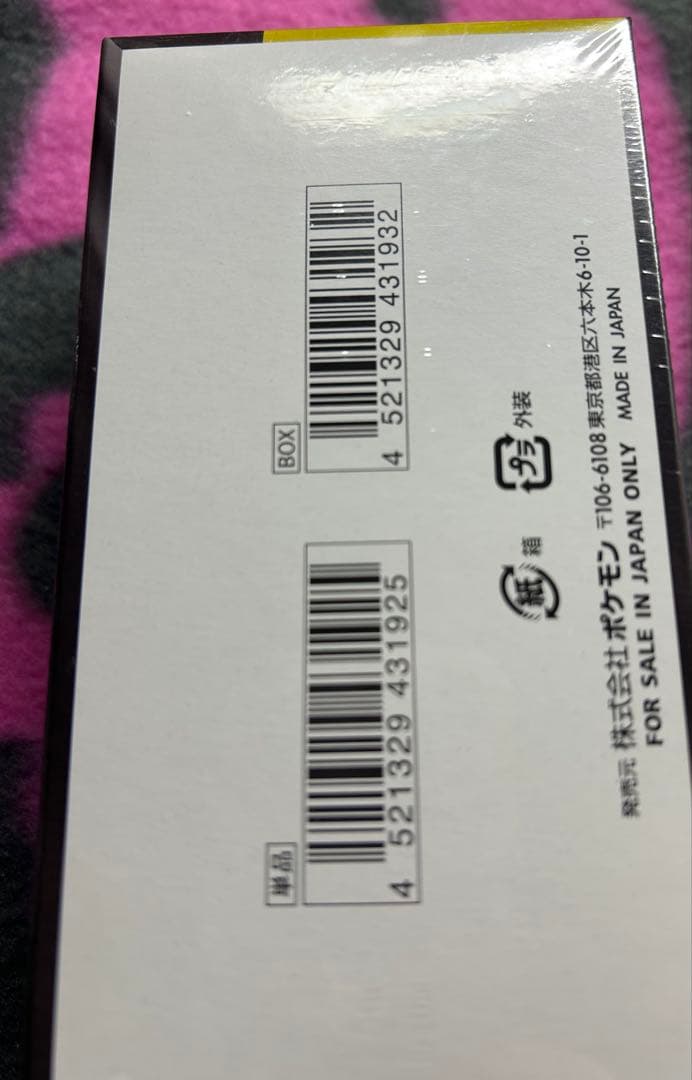 単品
4 521329 431925
BOX
4 521329 431932
紙 箱
プラ 外装
発売元 株式会社ポケモン 〒106-6108 東京都港区六本木6-10-1
FOR SALE IN JAPAN ONLY MADE IN JAPAN